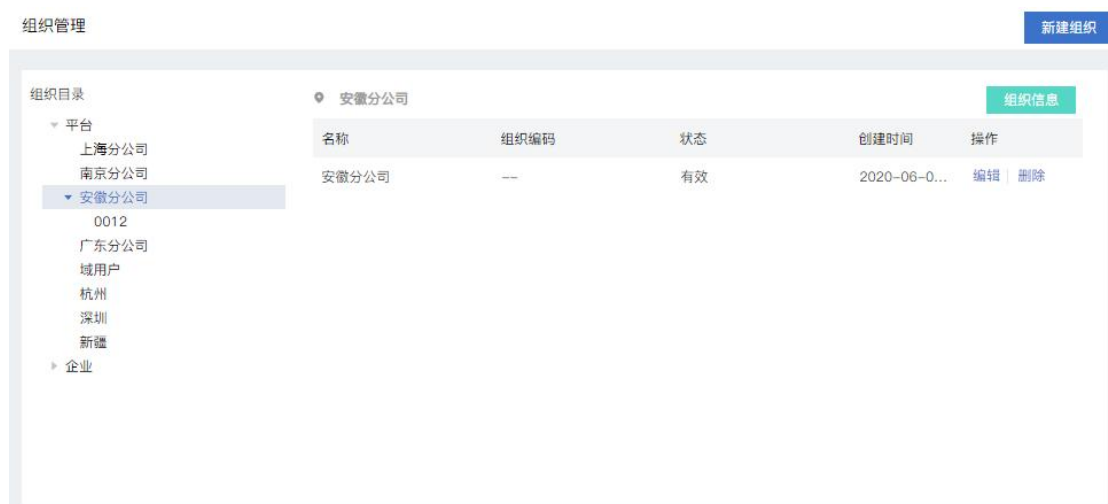 组织管理
新建组织
组织目录
平台
上海分公司
南京分公司
安徽分公司
0012
广东分公司
域用户
杭州
深圳
新疆
企业
安徽分公司
组织信息
名称 组织编码 状态 创建时间 操作
安徽分公司 -- 有效 2020-06-0... 编辑 删除